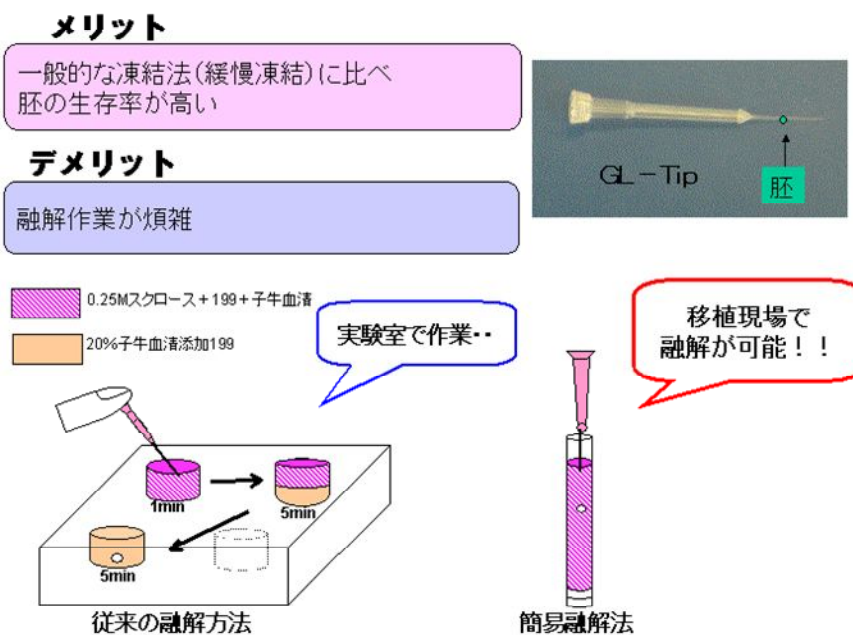 メリット
一般的な凍結法(緩慢凍結)に比べ
胚の生存率が高い
デメリット
融解作業が煩雑
GL-Tip
胚
0.25Mスクロース+199+子牛血清
20%子牛血清添加199
実験室で作業‥
移植現場で
融解が可能!!
1min
5min
5min
従来の融解方法
簡易融解法